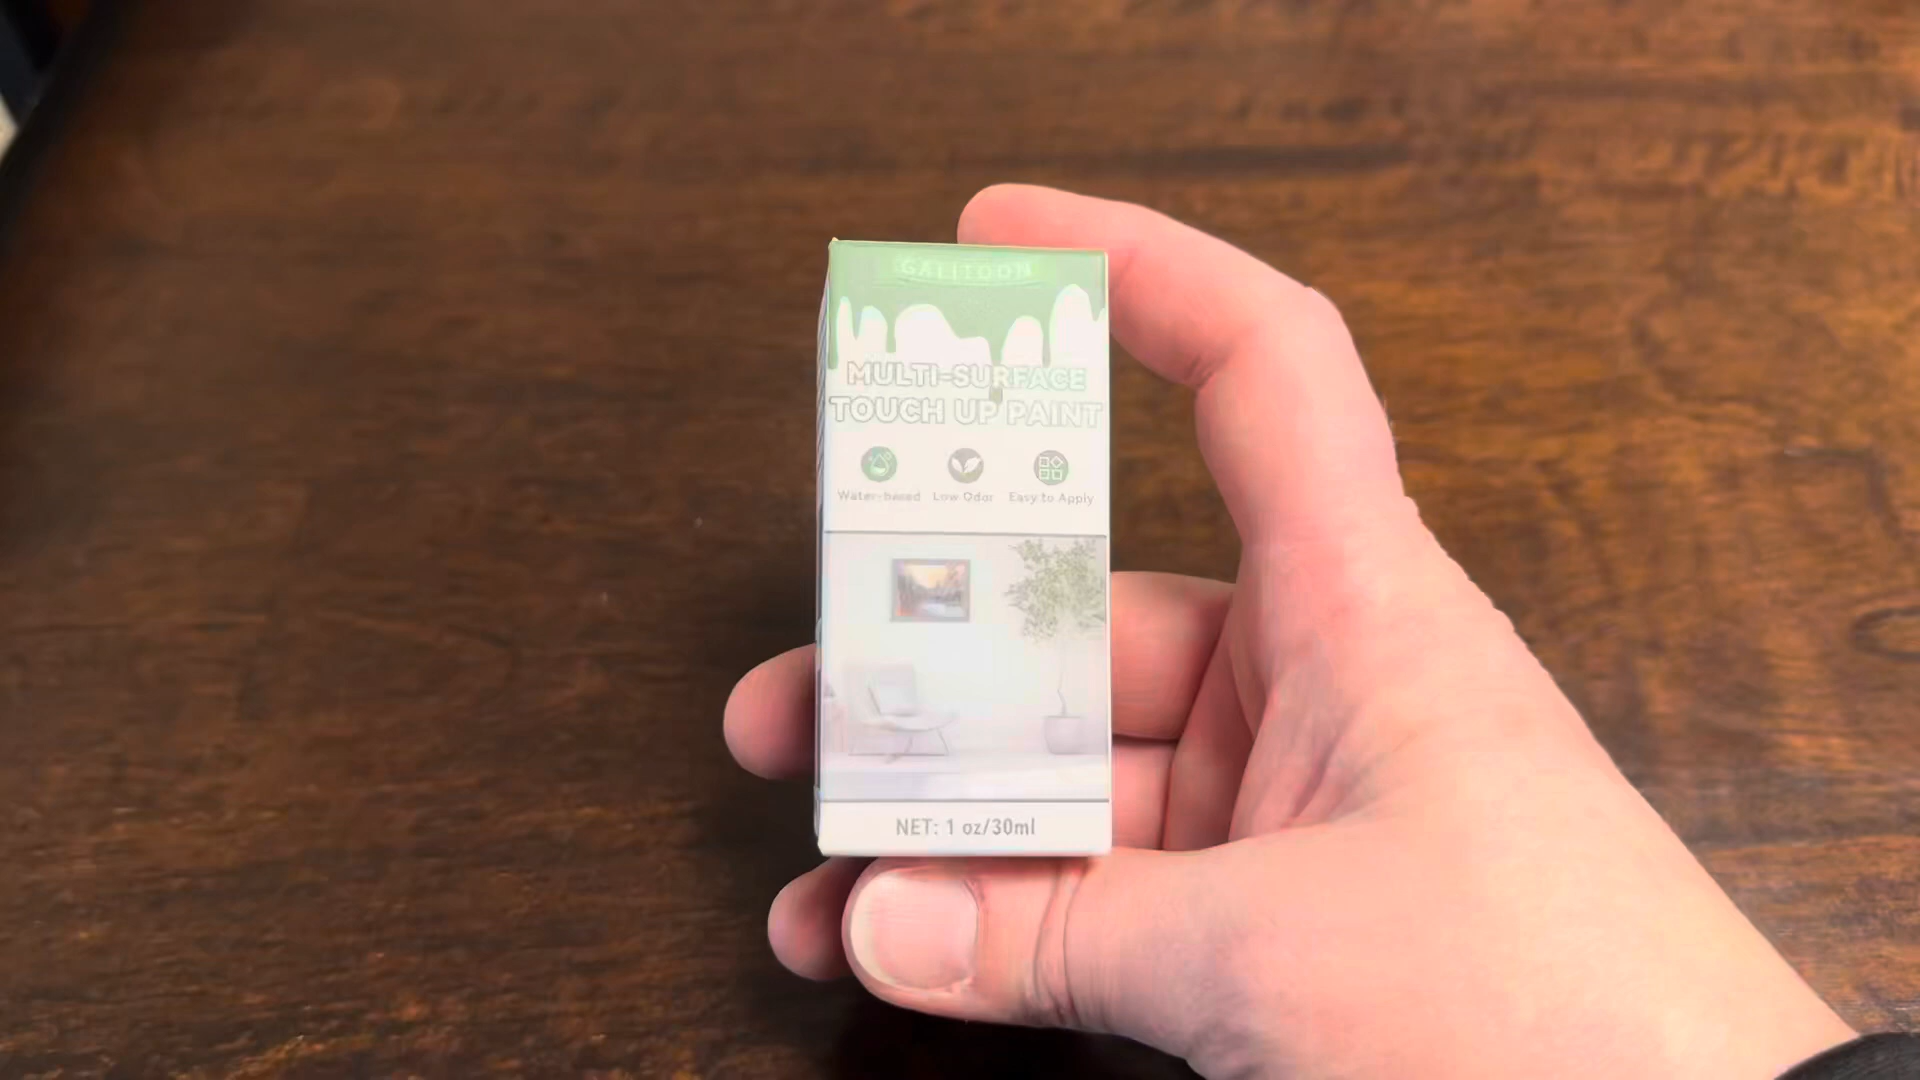 GALITOON
MULTI-SURFACE
TOUCH UP PAINT
Water-based Low Odor Easy to Apply
NET: 1 oz/30ml